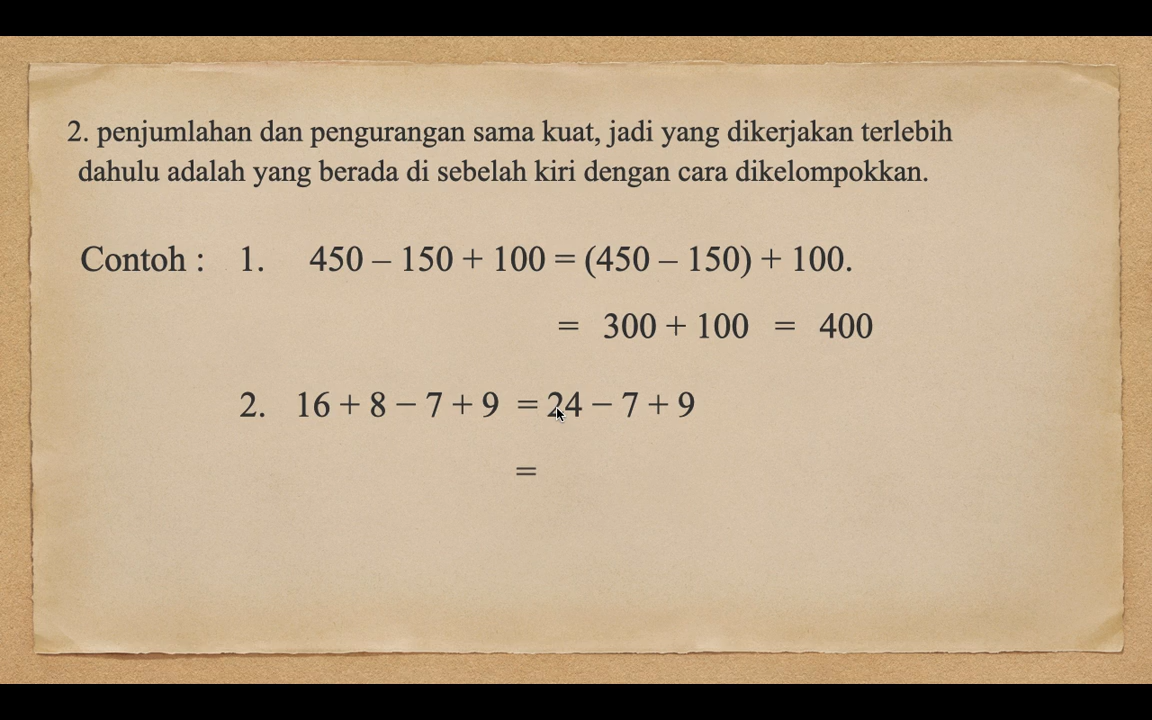 2. penjumlahan dan pengurangan sama kuat, jadi yang dikerjakan terlebih
dahulu adalah yang berada di sebelah kiri dengan cara dikelompokkan.
Contoh : 1. 450 – 150 + 100 = (450 – 150) + 100.
= 300 + 100 = 400
2. 16 + 8 − 7 + 9 = 24 − 7 + 9
=